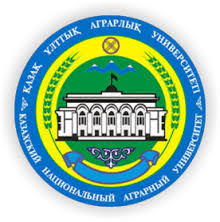 ҚАЗАҚ ҰЛТТЫҚ АГРАРЛЫҚ УНИВЕРСИТЕТІ
КАЗАХСКИЙ НАЦИОНАЛЬНЫЙ АГРАРНЫЙ УНИВЕРСИТЕТ